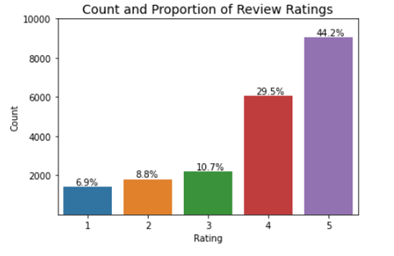 Count and Proportion of Review Ratings
10000
8000
6000
4000
2000
Count
6.9%
8.8%
10.7%
29.5%
44.2%
1 2 3 4 5
Rating